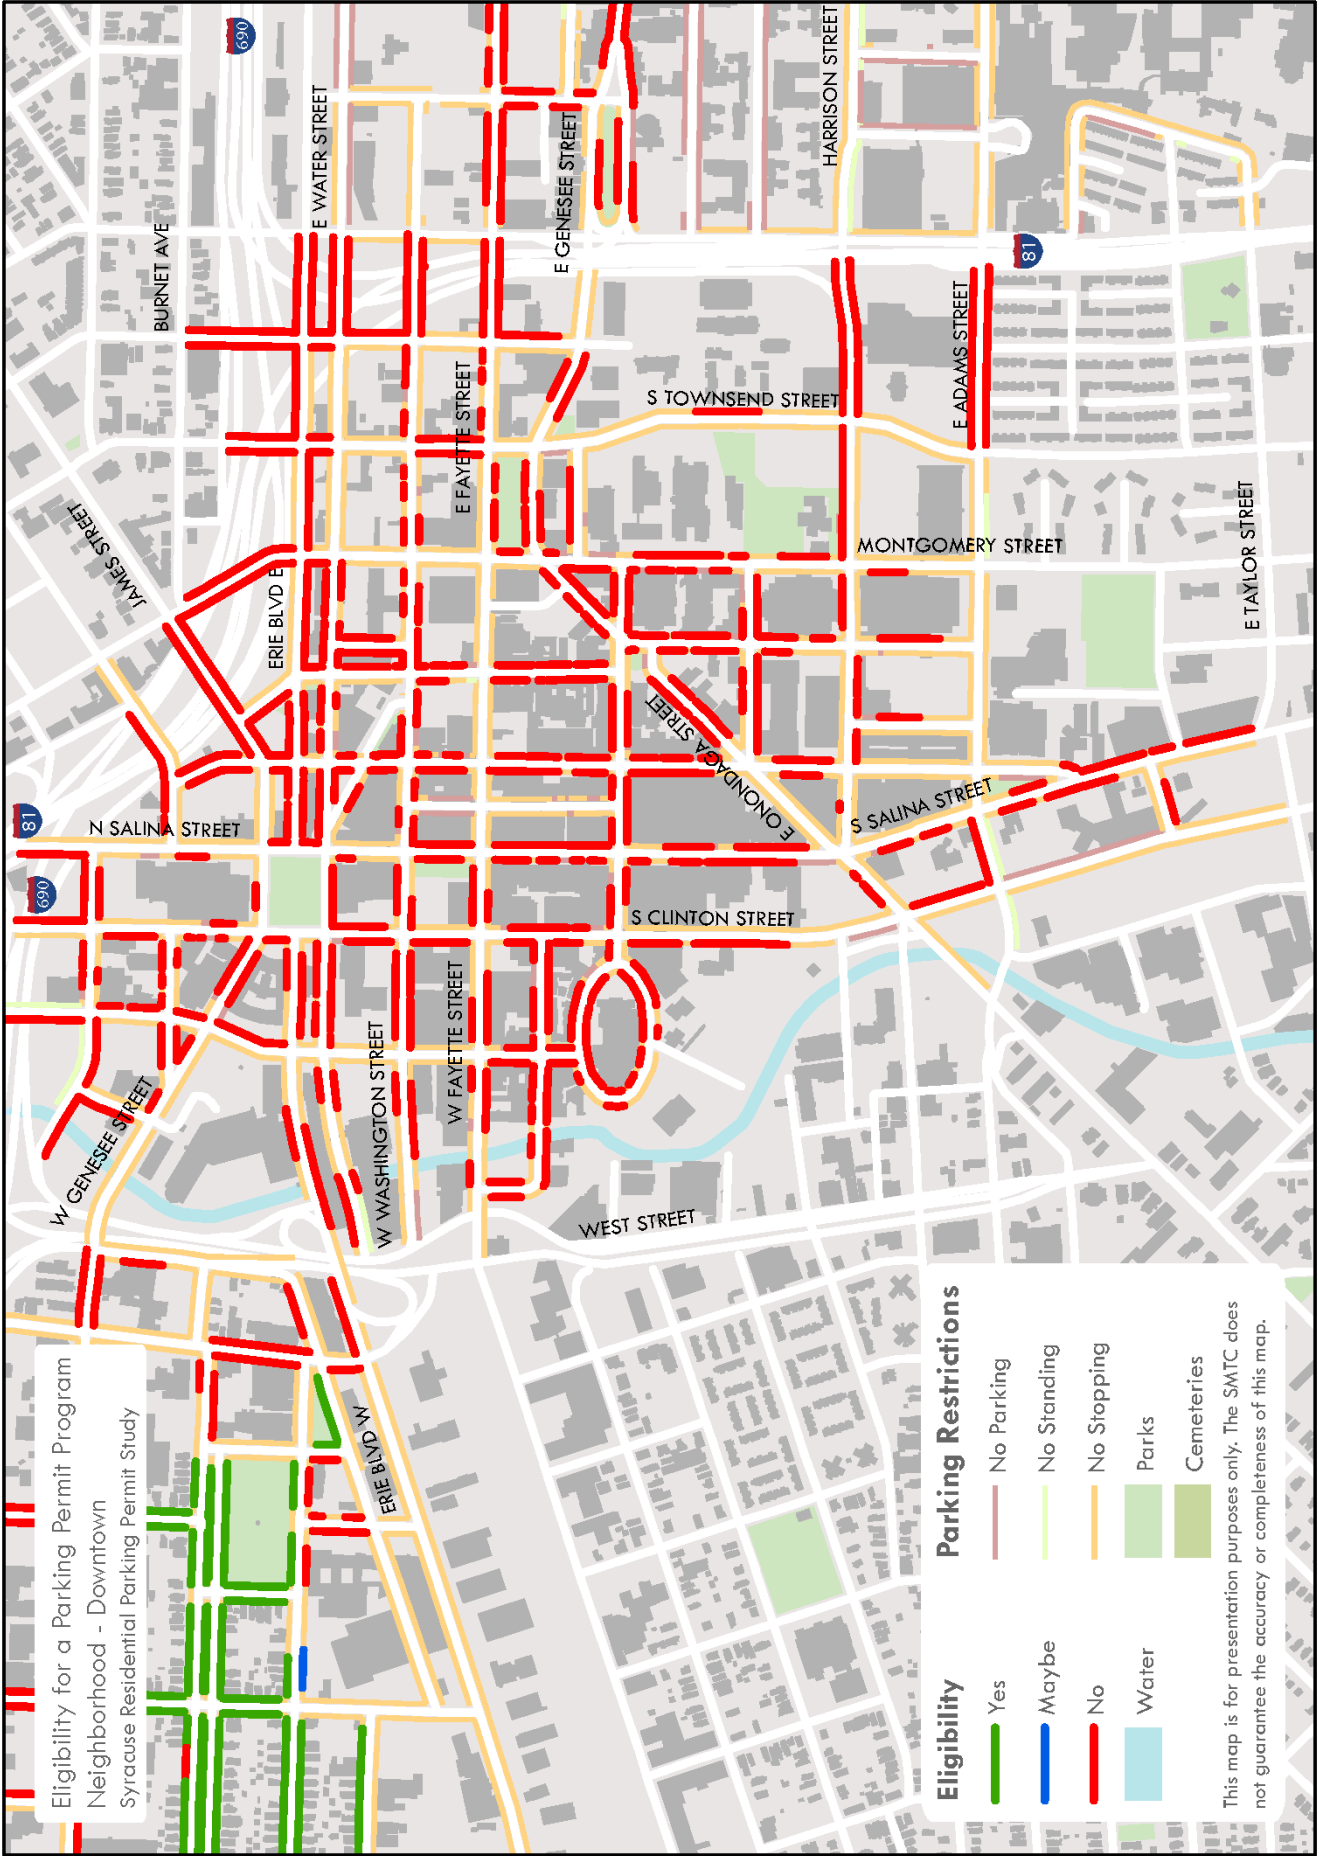 Eligibility for a Parking Permit Program
Neighborhood - Downtown
Syracuse Residential Parking Permit Study
W GENESEE STREET
ERIE BLVD W
W WASHINGTON STREET
W FAYETTE STREET
WEST STREET
690
81
N SALINA STREET
S CLINTON STREET
S SALINA STREET
E ONONDAGA STREET
JAMES STREET
ERIE BLVD E
MONTGOMERY STREET
E TAYLOR STREET
BURNET AVE
E FAYETTE STREET
S TOWNSEND STREET
E ADAMS STREET
690
E WATER STREET
E GENESEE STREET
HARRISON STREET
81
Eligibility
Yes
Maybe
No
Water
Parking Restrictions
No Parking
No Standing
No Stopping
Parks
Cemeteries
This map is for presentation purposes only. The SMTC does
not guarantee the accuracy or completeness of this map.